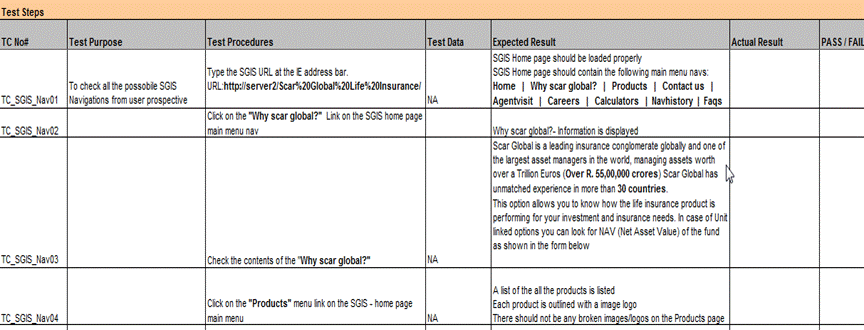 Test Steps
TC No# Test Purpose Test Procedures Test Data Expected Result Actual Result PASS / FAIL
SGIS Home page should be loaded properly
Type the SGIS URL at the IE address bar. SGIS Home page should contain the following main menu navs:
To check all the possobile SGIS URL:http://server2/Scar%20Global%20Life%20Insurance/ Home | Why scar global? | Products | Contact us |
TC_SGIS_Nav01 Navigations from user prospective NA Agentvisit | Careers | Calculators | Navhistory | Faqs
Click on the "Why scar global?" Link on the SGIS home page
TC_SGIS_Nav02 main menu nav NA Why scar global?- Information is displayed
Scar Global is a leading insurance conglomerate globally and one of
the largest asset managers in the world, managing assets worth
over a Trillion Euros (Over R. 55,00,000 crores) Scar Global has
unmatched experience in more than 30 countries.
This option allows you to know how the life insurance product is
performing for your investment and insurance needs. In case of Unit
linked options you can look for NAV (Net Asset Value) of the fund
as shown in the form below
TC_SGIS_Nav03 Check the contents of the "Why scar global?" NA
A list of the all the products is listed
Click on the "Products" menu link on the SGIS - home page Each product is outlined with a image logo
TC_SGIS_Nav04 main menu NA There should not be any broken images/logos on the Products page